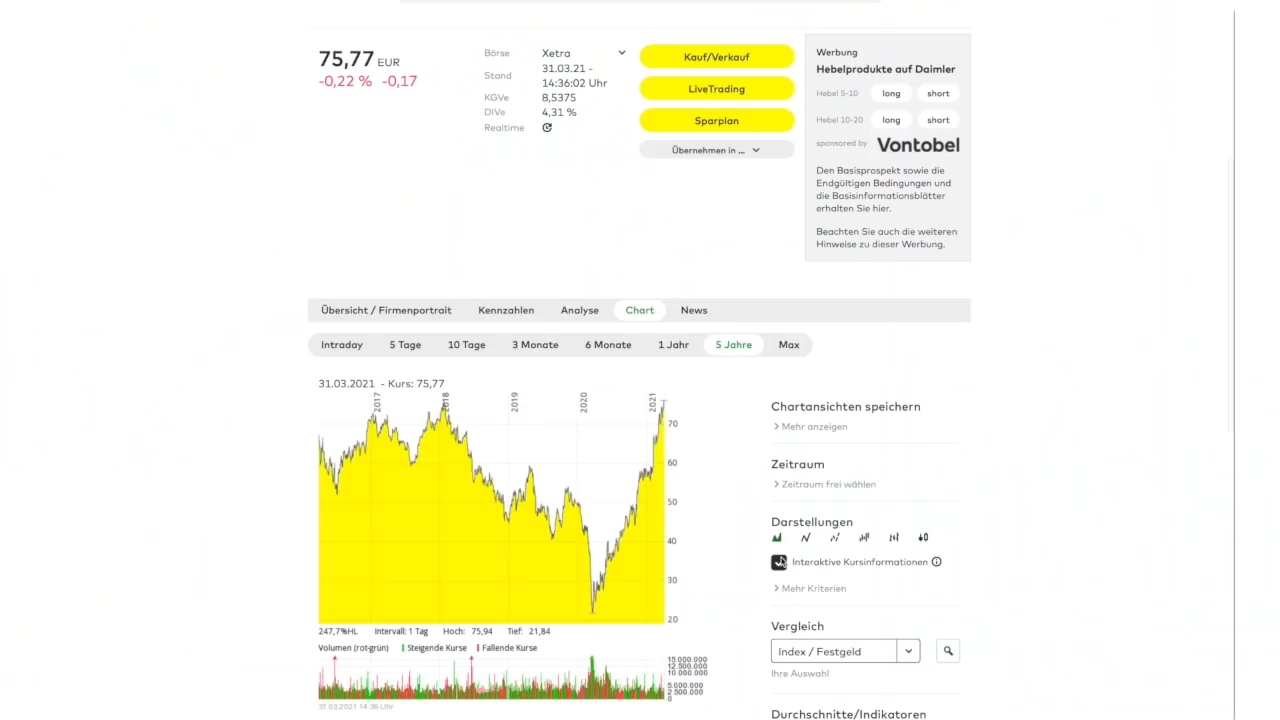 75,77 EUR
-0,22 % -0,17
Börse Xetra
Stand 31.03.21 -
14:36:02 Uhr
KGVe 8,5375
DIVe 4,31 %
Realtime
Kauf/Verkauf
LiveTrading
Sparplan
Übernehmen in ...
Werbung
Hebelprodukte auf Daimler
Hebel 5-10 long short
Hebel 10-20 long short
sponsored by Vontobel
Den Basisprospekt sowie die
Endgültigen Bedingungen und
die Basisinformationsblätter
erhalten Sie hier.
Beachten Sie auch die weiteren
Hinweise zu dieser Werbung.
Übersicht / Firmenportrait Kennzahlen Analyse Chart News
Intraday 5 Tage 10 Tage 3 Monate 6 Monate 1 Jahr 5 Jahre Max
31.03.2021 - Kurs: 75,77
2017 2018 2019 2020 2021
70
60
50
40
30
20
247,7%HL Intervall: 1 Tag Hoch: 75,94 Tief: 21,84
Volumen (rot-grün) Steigende Kurse Fallende Kurse
15.000.000
12.500.000
10.000.000
5.000.000
2.500.000
0
31.03.2021 14:36 Uhr
Chartansichten speichern
Mehr anzeigen
Zeitraum
Zeitraum frei wählen
Darstellungen
Interaktive Kursinformationen
Mehr Kriterien
Vergleich
Index / Festgeld
Ihre Auswahl
Durchschnitte/Indikatoren